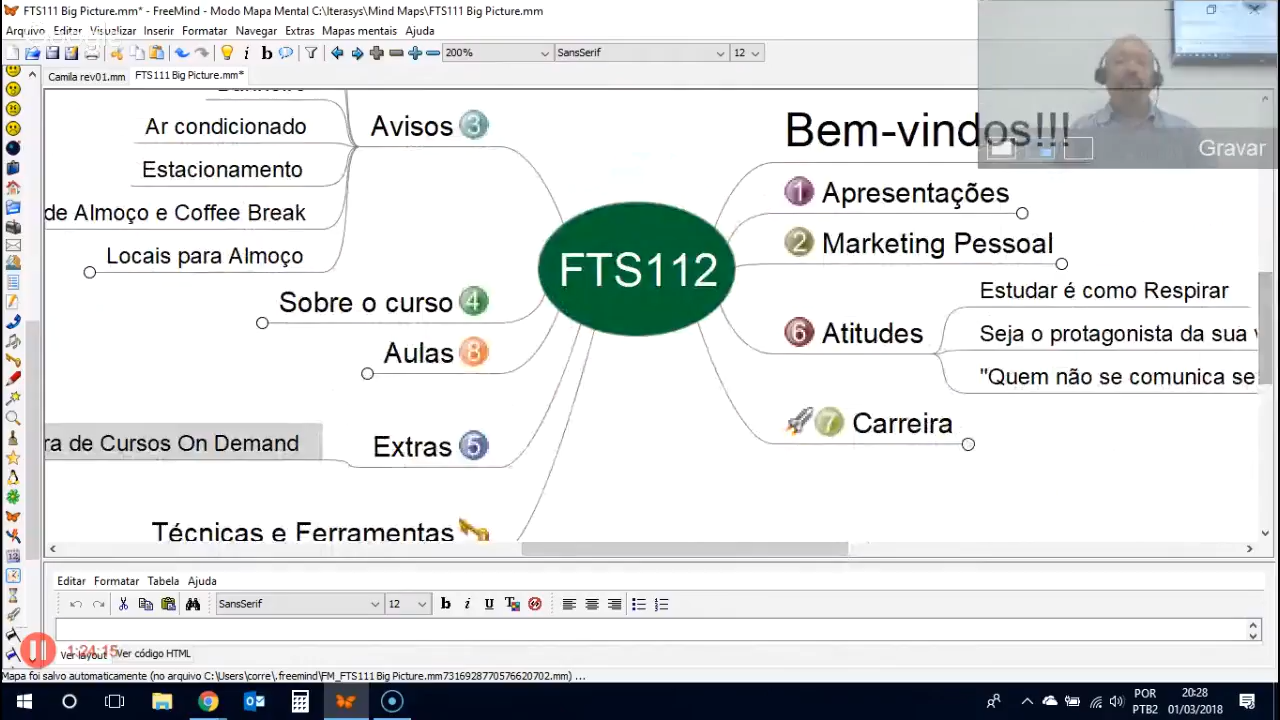 FTS111 Big Picture.mm* - FreeMind - Modo Mapa Mental C:\Iterasys\Mind Maps\FTS111 Big Picture.mm
Arquivo Editar Visualizar Inserir Formatar Navegar Extras Mapas mentais Ajuda
200% SansSerif 12
Camila rev01.mm FTS111 Big Picture.mm*
Avisos 3
Ar condicionado
Estacionamento
de Almoço e Coffee Break
Locais para Almoço
Sobre o curso 4
Aulas 8
ra de Cursos On Demand
Extras 5
Técnicas e Ferramentas
FTS112
Bem-vindos!!!
Gravar
1 Apresentações
2 Marketing Pessoal
6 Atitudes
Estudar é como Respirar
Seja o protagonista da sua
"Quem não se comunica se
7 Carreira
Editar Formatar Tabela Ajuda
SansSerif 12 b i U
1:24:15
Ver layout Ver código HTML
Mapa foi salvo automaticamente (no arquivo C:\Users\corre\.freemind\FM_FTS111 Big Picture.mm7316928770576620702.mm) ...
POR 20:28
PTB2 01/03/2018